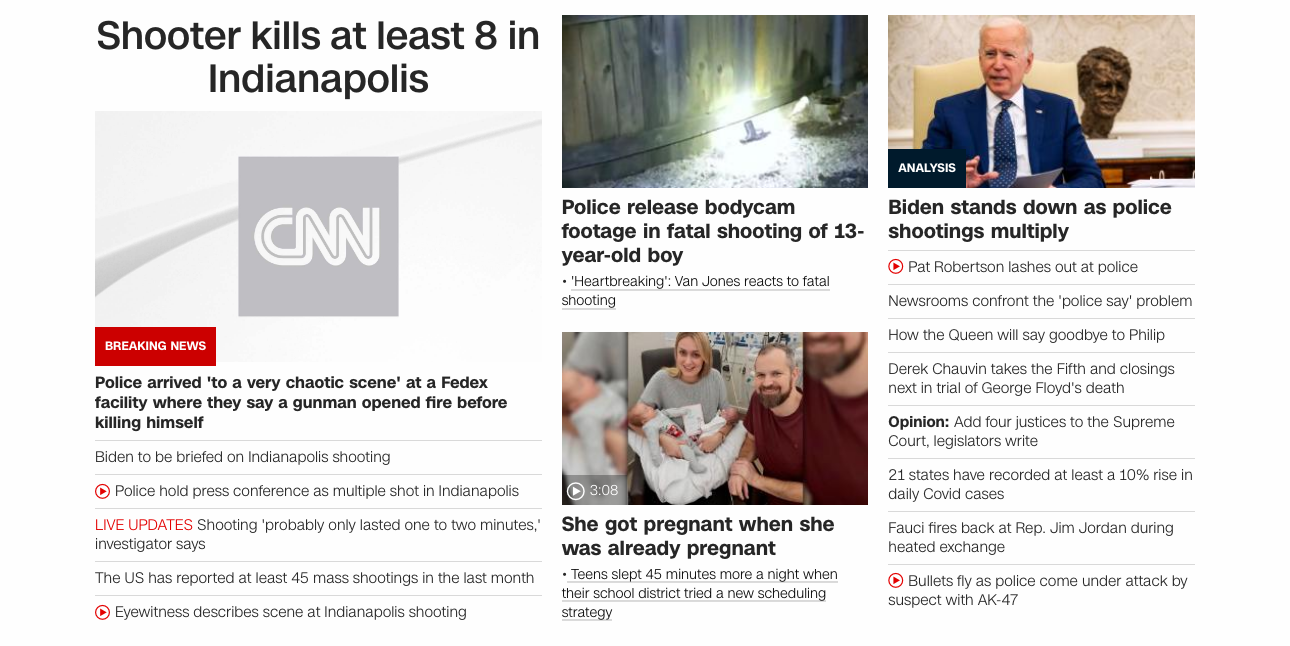 Shooter kills at least 8 in
Indianapolis
CNN
BREAKING NEWS
Police arrived 'to a very chaotic scene' at a Fedex
facility where they say a gunman opened fire before
killing himself
Biden to be briefed on Indianapolis shooting
Police hold press conference as multiple shot in Indianapolis
LIVE UPDATES Shooting 'probably only lasted one to two minutes,'
investigator says
The US has reported at least 45 mass shootings in the last month
Eyewitness describes scene at Indianapolis shooting
Police release bodycam
footage in fatal shooting of 13-
year-old boy
• 'Heartbreaking': Van Jones reacts to fatal
shooting
3:08
She got pregnant when she
was already pregnant
• Teens slept 45 minutes more a night when
their school district tried a new scheduling
strategy
ANALYSIS
Biden stands down as police
shootings multiply
Pat Robertson lashes out at police
Newsrooms confront the 'police say' problem
How the Queen will say goodbye to Philip
Derek Chauvin takes the Fifth and closings
next in trial of George Floyd's death
Opinion: Add four justices to the Supreme
Court, legislators write
21 states have recorded at least a 10% rise in
daily Covid cases
Fauci fires back at Rep. Jim Jordan during
heated exchange
Bullets fly as police come under attack by
suspect with AK-47